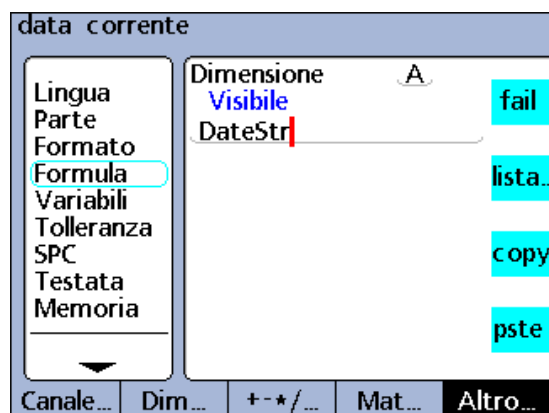 data corrente
Lingua
Parte
Formato
Formula
Variabili
Tolleranza
SPC
Testata
Memoria
Dimensione A
Visibile
DateStr
fail
lista..
copy
pste
Canale... Dim... +-*/... Mat... Altro...